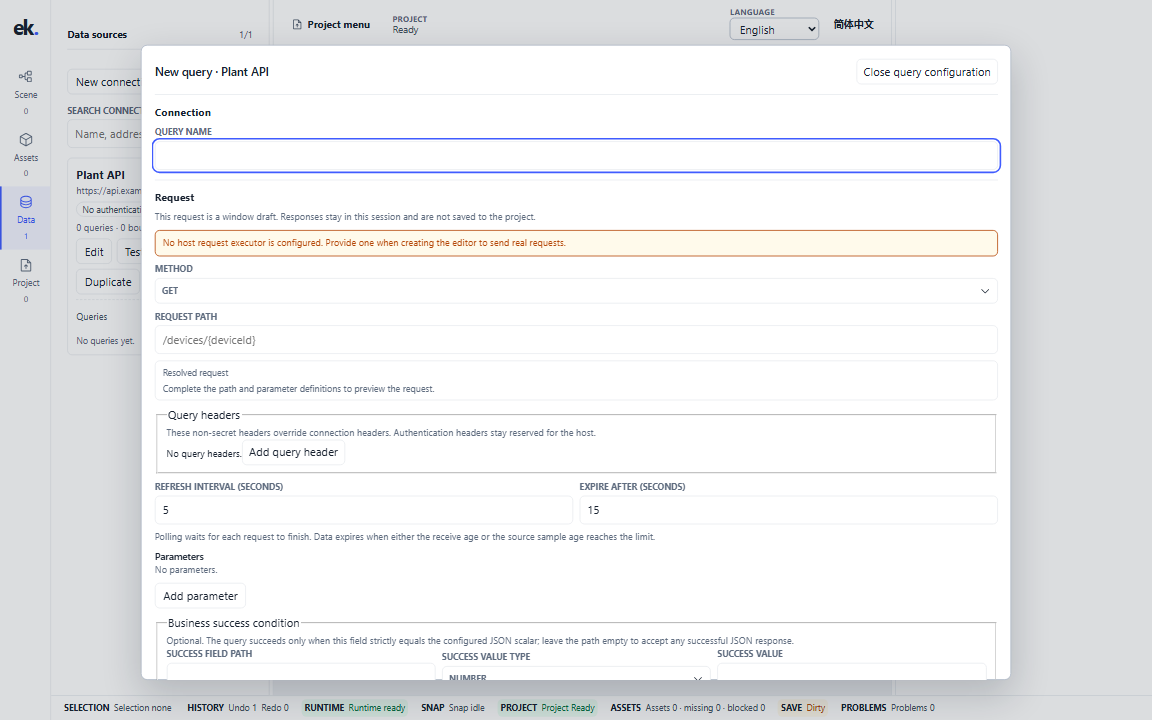 ek.
Scene
0
Assets
0
Data
1
Project
0
Data sources
1/1
New connect
SEARCH CONNEC
Name, addre
Plant API
https://api.exam
No authenticati
0 queries · 0 bou
Edit
Tes
Duplicate
Queries
No queries yet.
Project menu
PROJECT
Ready
LANGUAGE
English
简体中文
New query · Plant API
Close query configuration
Connection
QUERY NAME
Request
This request is a window draft. Responses stay in this session and are not saved to the project.
No host request executor is configured. Provide one when creating the editor to send real requests.
METHOD
GET
REQUEST PATH
/devices/{deviceId}
Resolved request
Complete the path and parameter definitions to preview the request.
Query headers
These non-secret headers override connection headers. Authentication headers stay reserved for the host.
No query headers.
Add query header
REFRESH INTERVAL (SECONDS)
EXPIRE AFTER (SECONDS)
5
15
Polling waits for each request to finish. Data expires when either the receive age or the source sample age reaches the limit.
Parameters
No parameters.
Add parameter
Business success condition
Optional. The query succeeds only when this field strictly equals the configured JSON scalar; leave the path empty to accept any successful JSON response.
SUCCESS FIELD PATH
SUCCESS VALUE TYPE
SUCCESS VALUE
NUMBER
SELECTION Selection none
HISTORY Undo 1 Redo 0
RUNTIME Runtime ready
SNAP Snap idle
PROJECT Project Ready
ASSETS Assets 0 · missing 0 · blocked 0
SAVE Dirty
PROBLEMS Problems 0